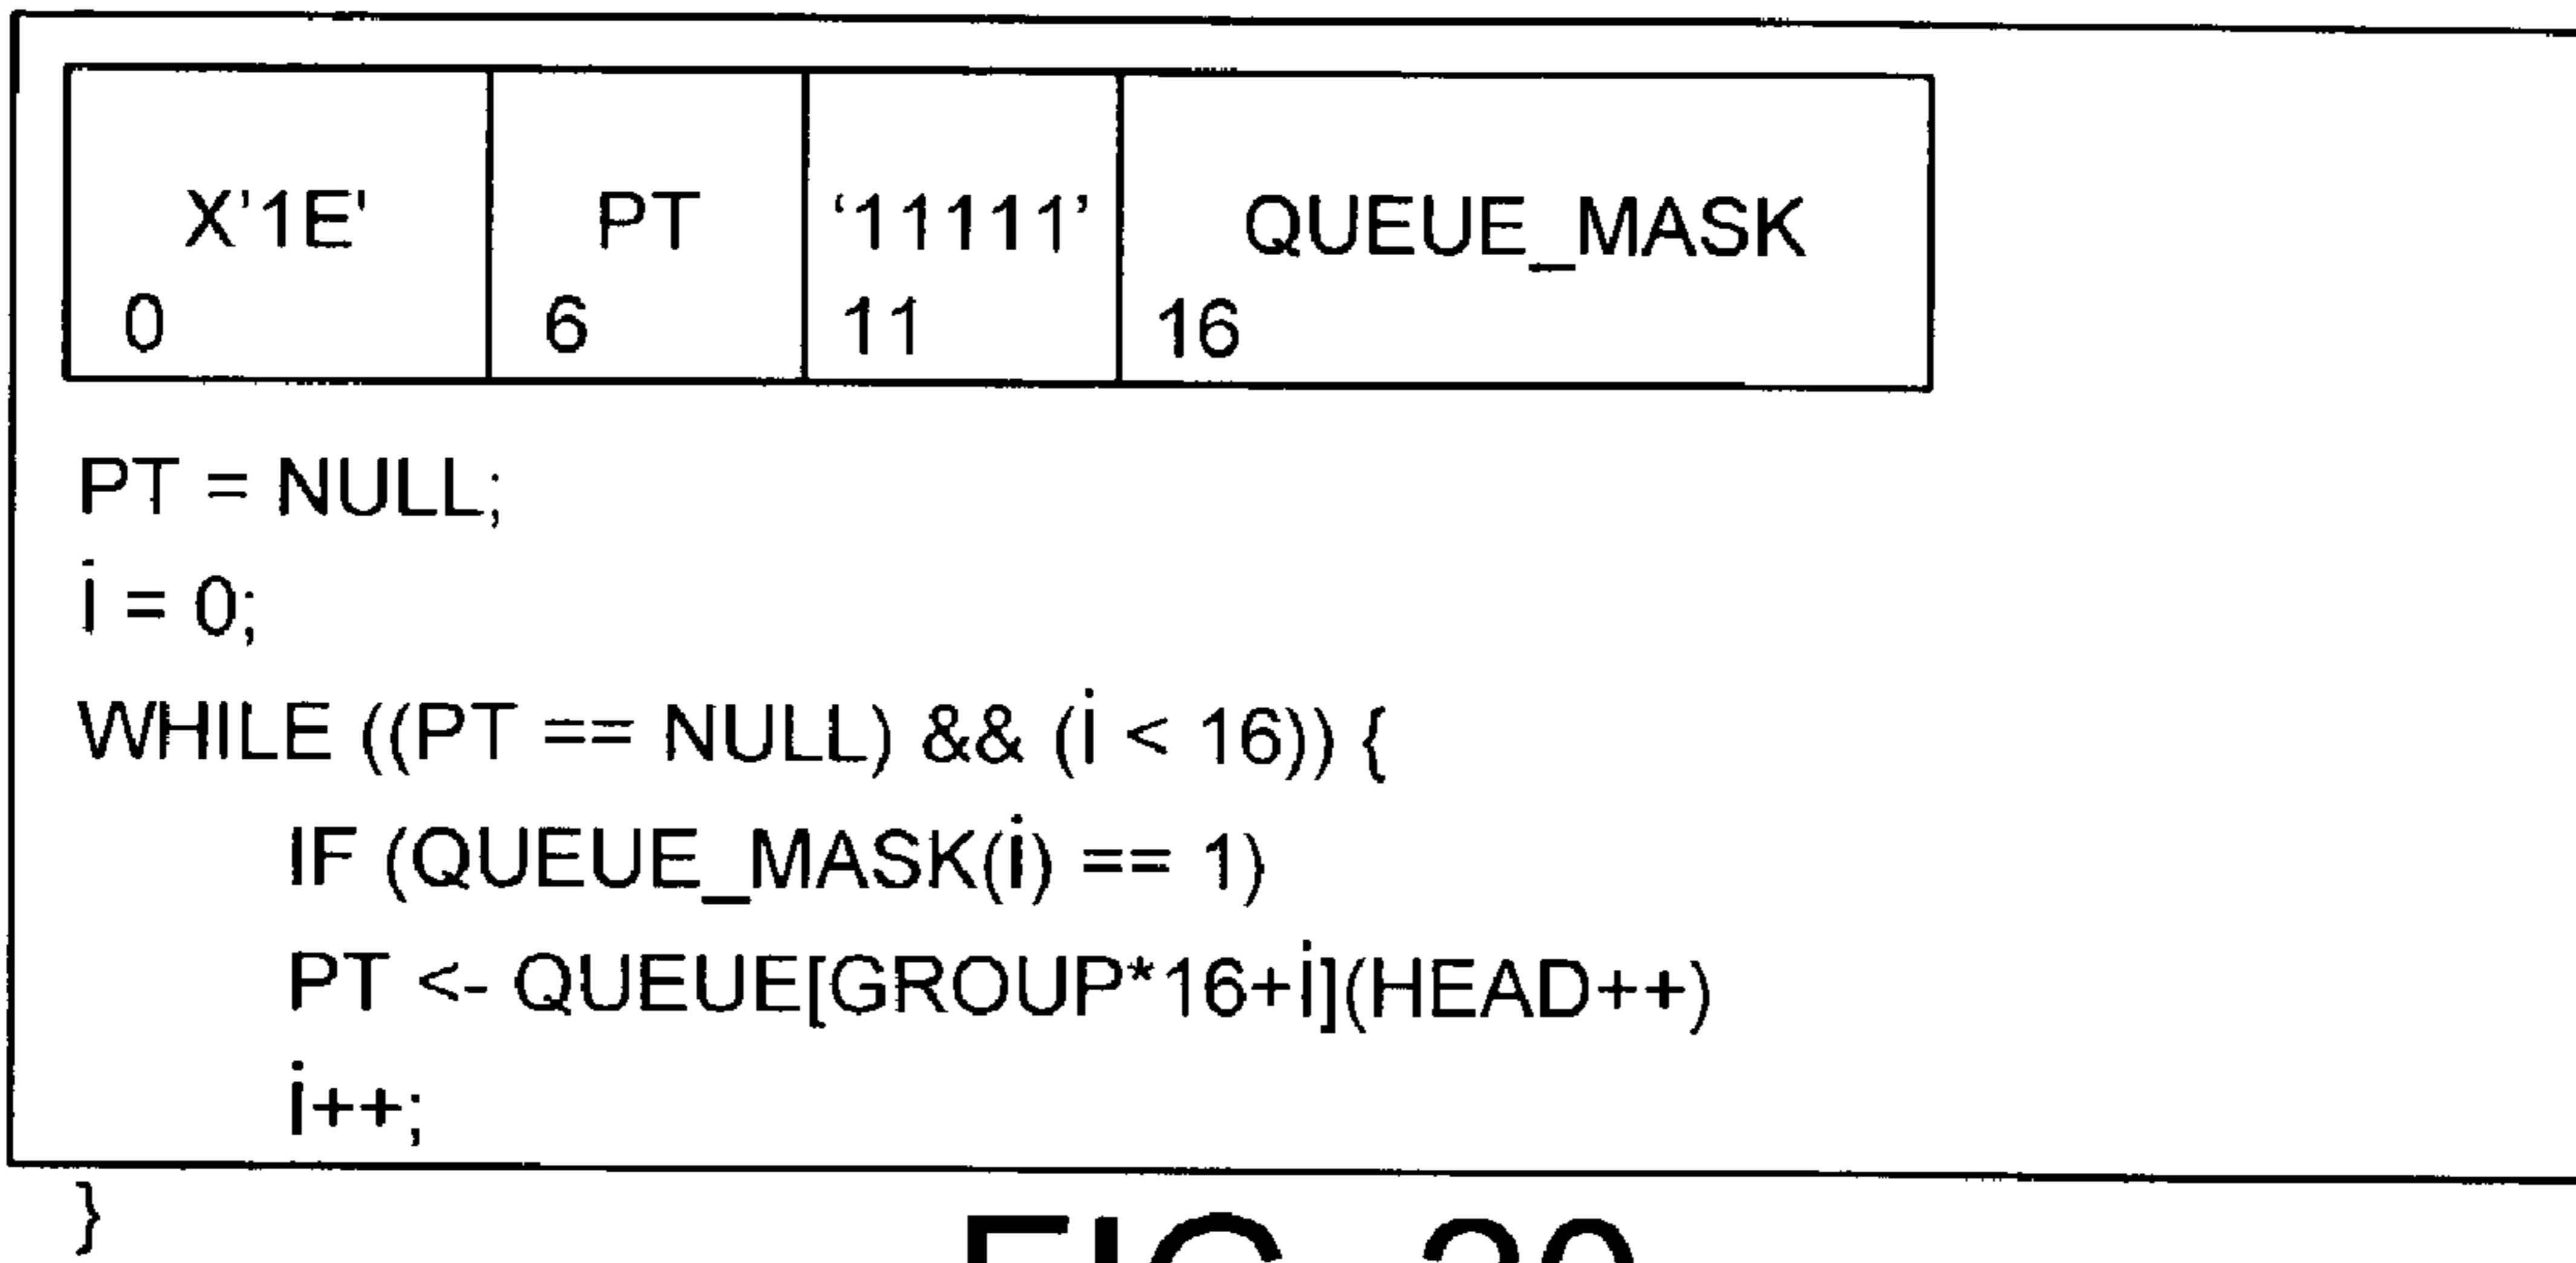 X'1E' PT '11111' QUEUE_MASK
0 6 11 16
PT = NULL;
i = 0;
WHILE ((PT == NULL) && (i < 16)) {
IF (QUEUE_MASK(i) == 1)
PT <- QUEUE[GROUP*16+i](HEAD++)
i++;
}